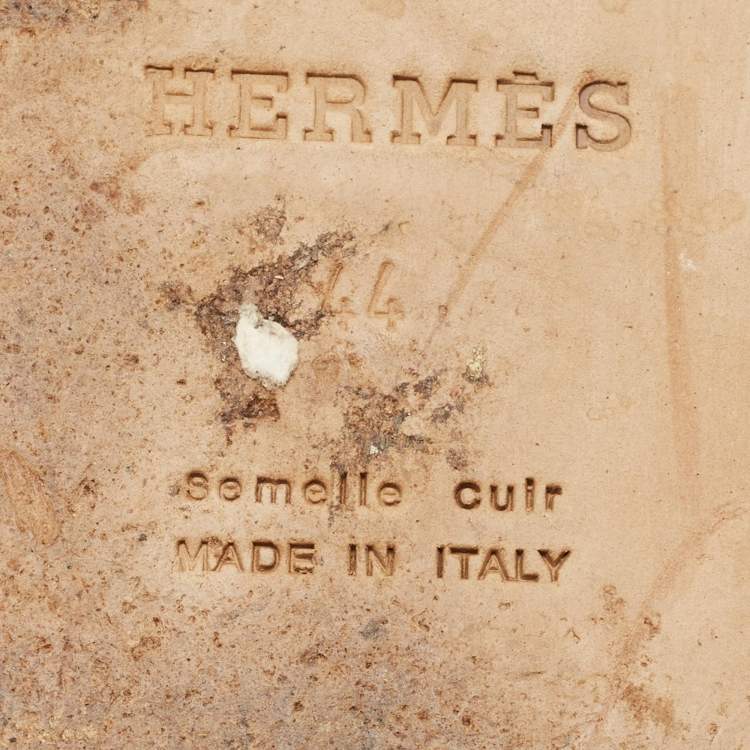 HERMÈS
44
Semelle cuir
MADE IN ITALY